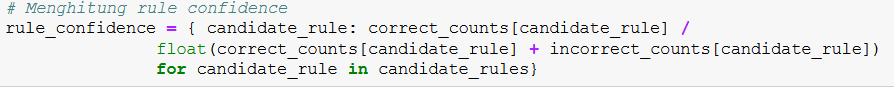 # Menghitung rule confidence
rule_confidence = { candidate_rule: correct_counts[candidate_rule] /
float(correct_counts[candidate_rule] + incorrect_counts[candidate_rule])
for candidate_rule in candidate_rules}